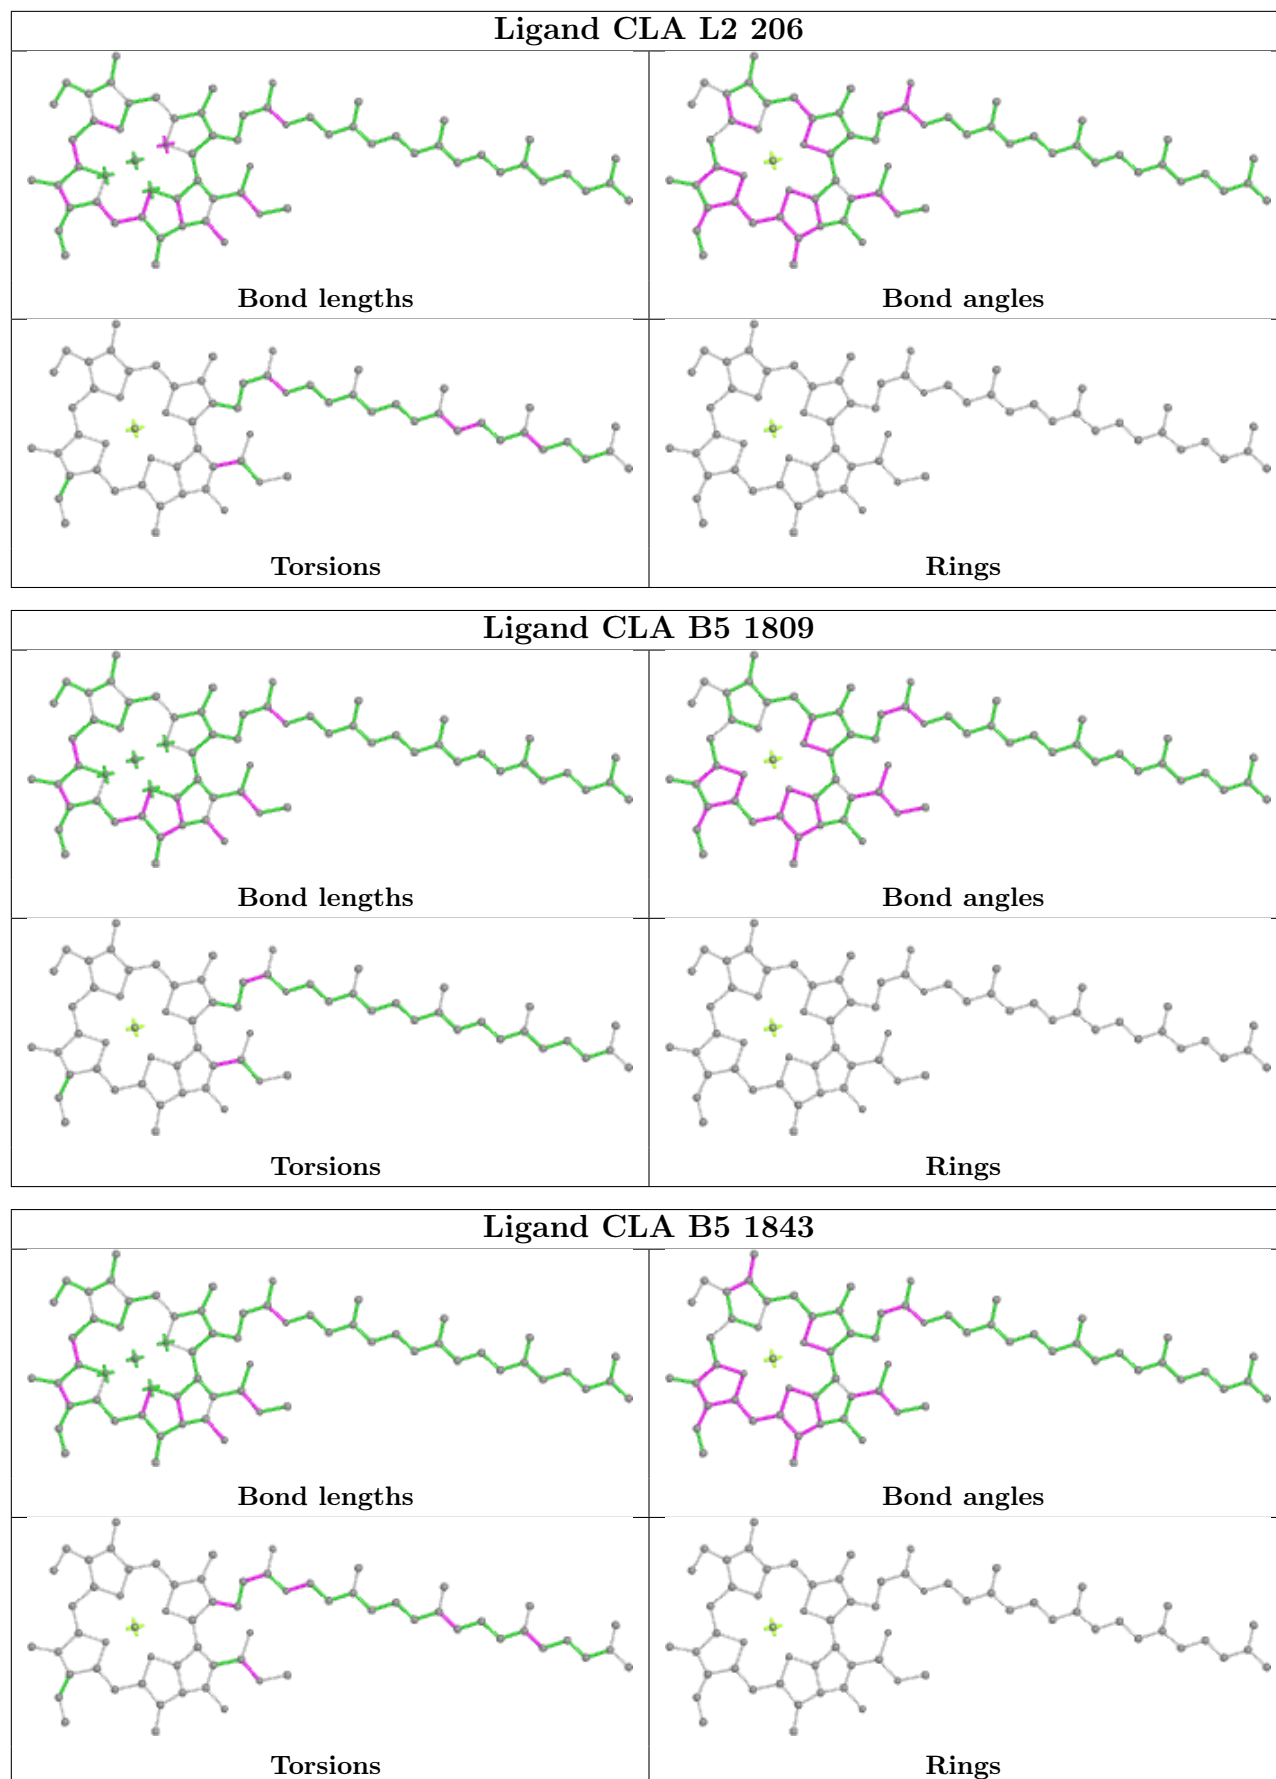 Ligand CLA L2 206
Bond lengths
Bond angles
Torsions
Rings
Ligand CLA B5 1809
Bond lengths
Bond angles
Torsions
Rings
Ligand CLA B5 1843
Bond lengths
Bond angles
Torsions
Rings